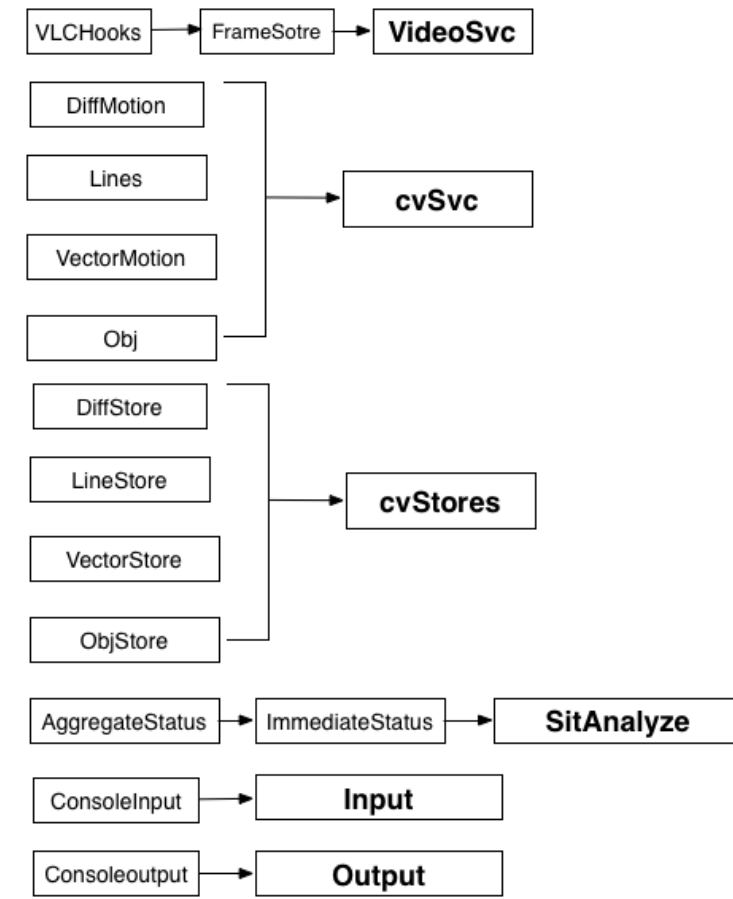 VLCHooks
FrameSotre
VideoSvc
DiffMotion
Lines
cvSvc
VectorMotion
Obj
DiffStore
LineStore
cvStores
VectorStore
ObjStore
AggregateStatus
ImmediateStatus
SitAnalyze
ConsoleInput
Input
Consoleoutput
Output